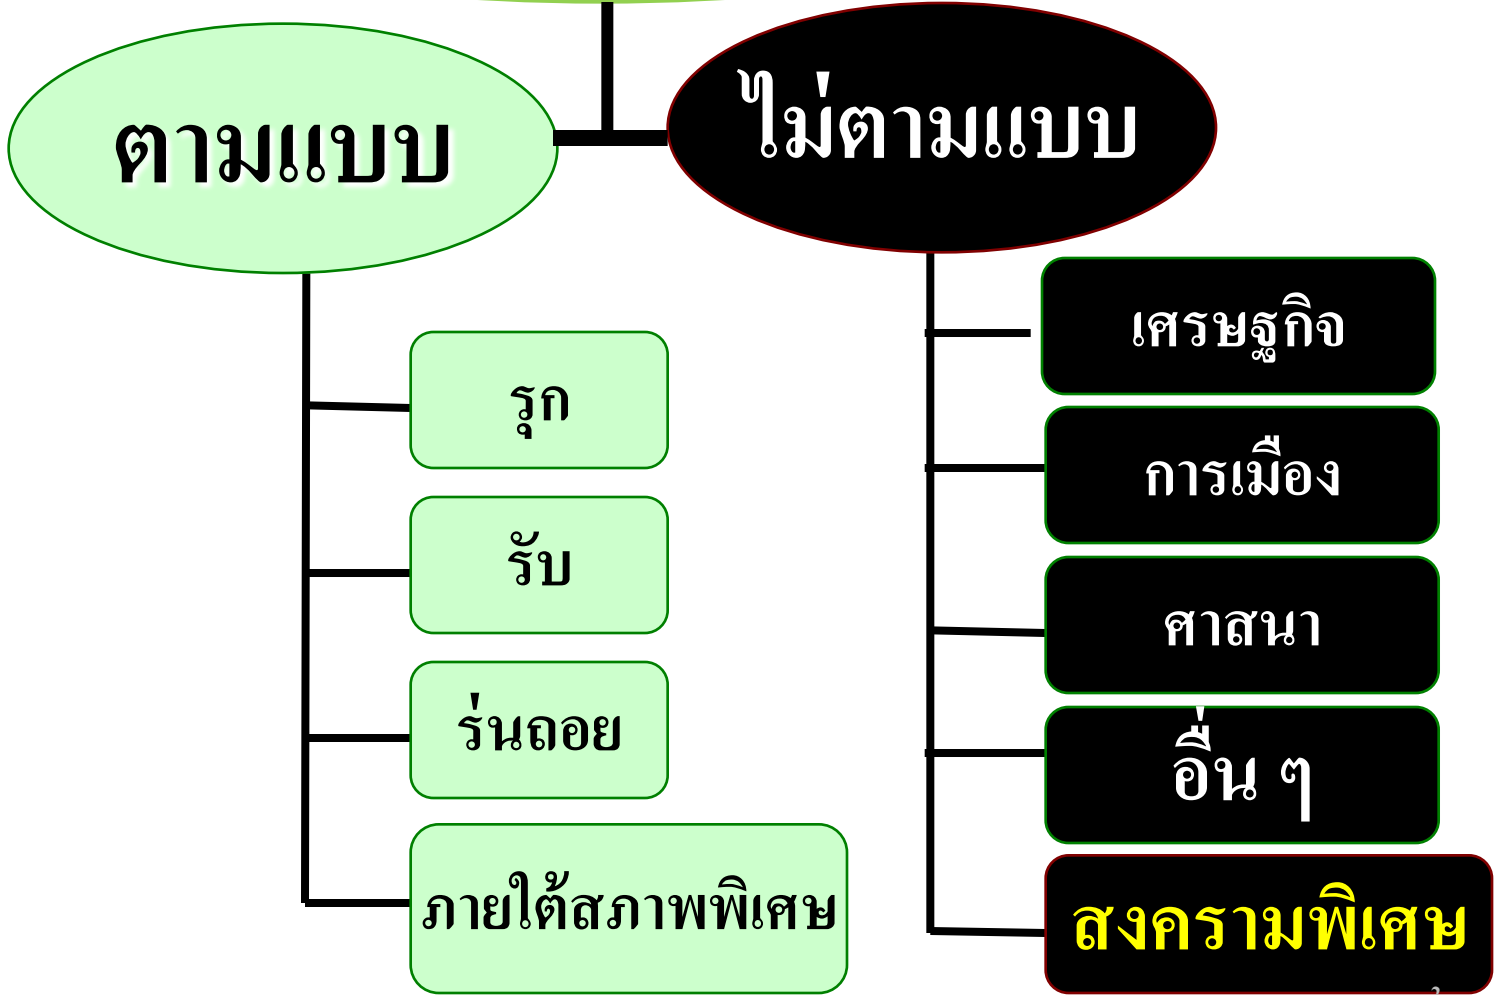 ตามแบบ
ไม่ตามแบบ
รุก
รับ
ร่นถอย
ภายใต้สภาพพิเศษ
เศรษฐกิจ
การเมือง
ศาสนา
อื่น ๆ
สงครามพิเศษ